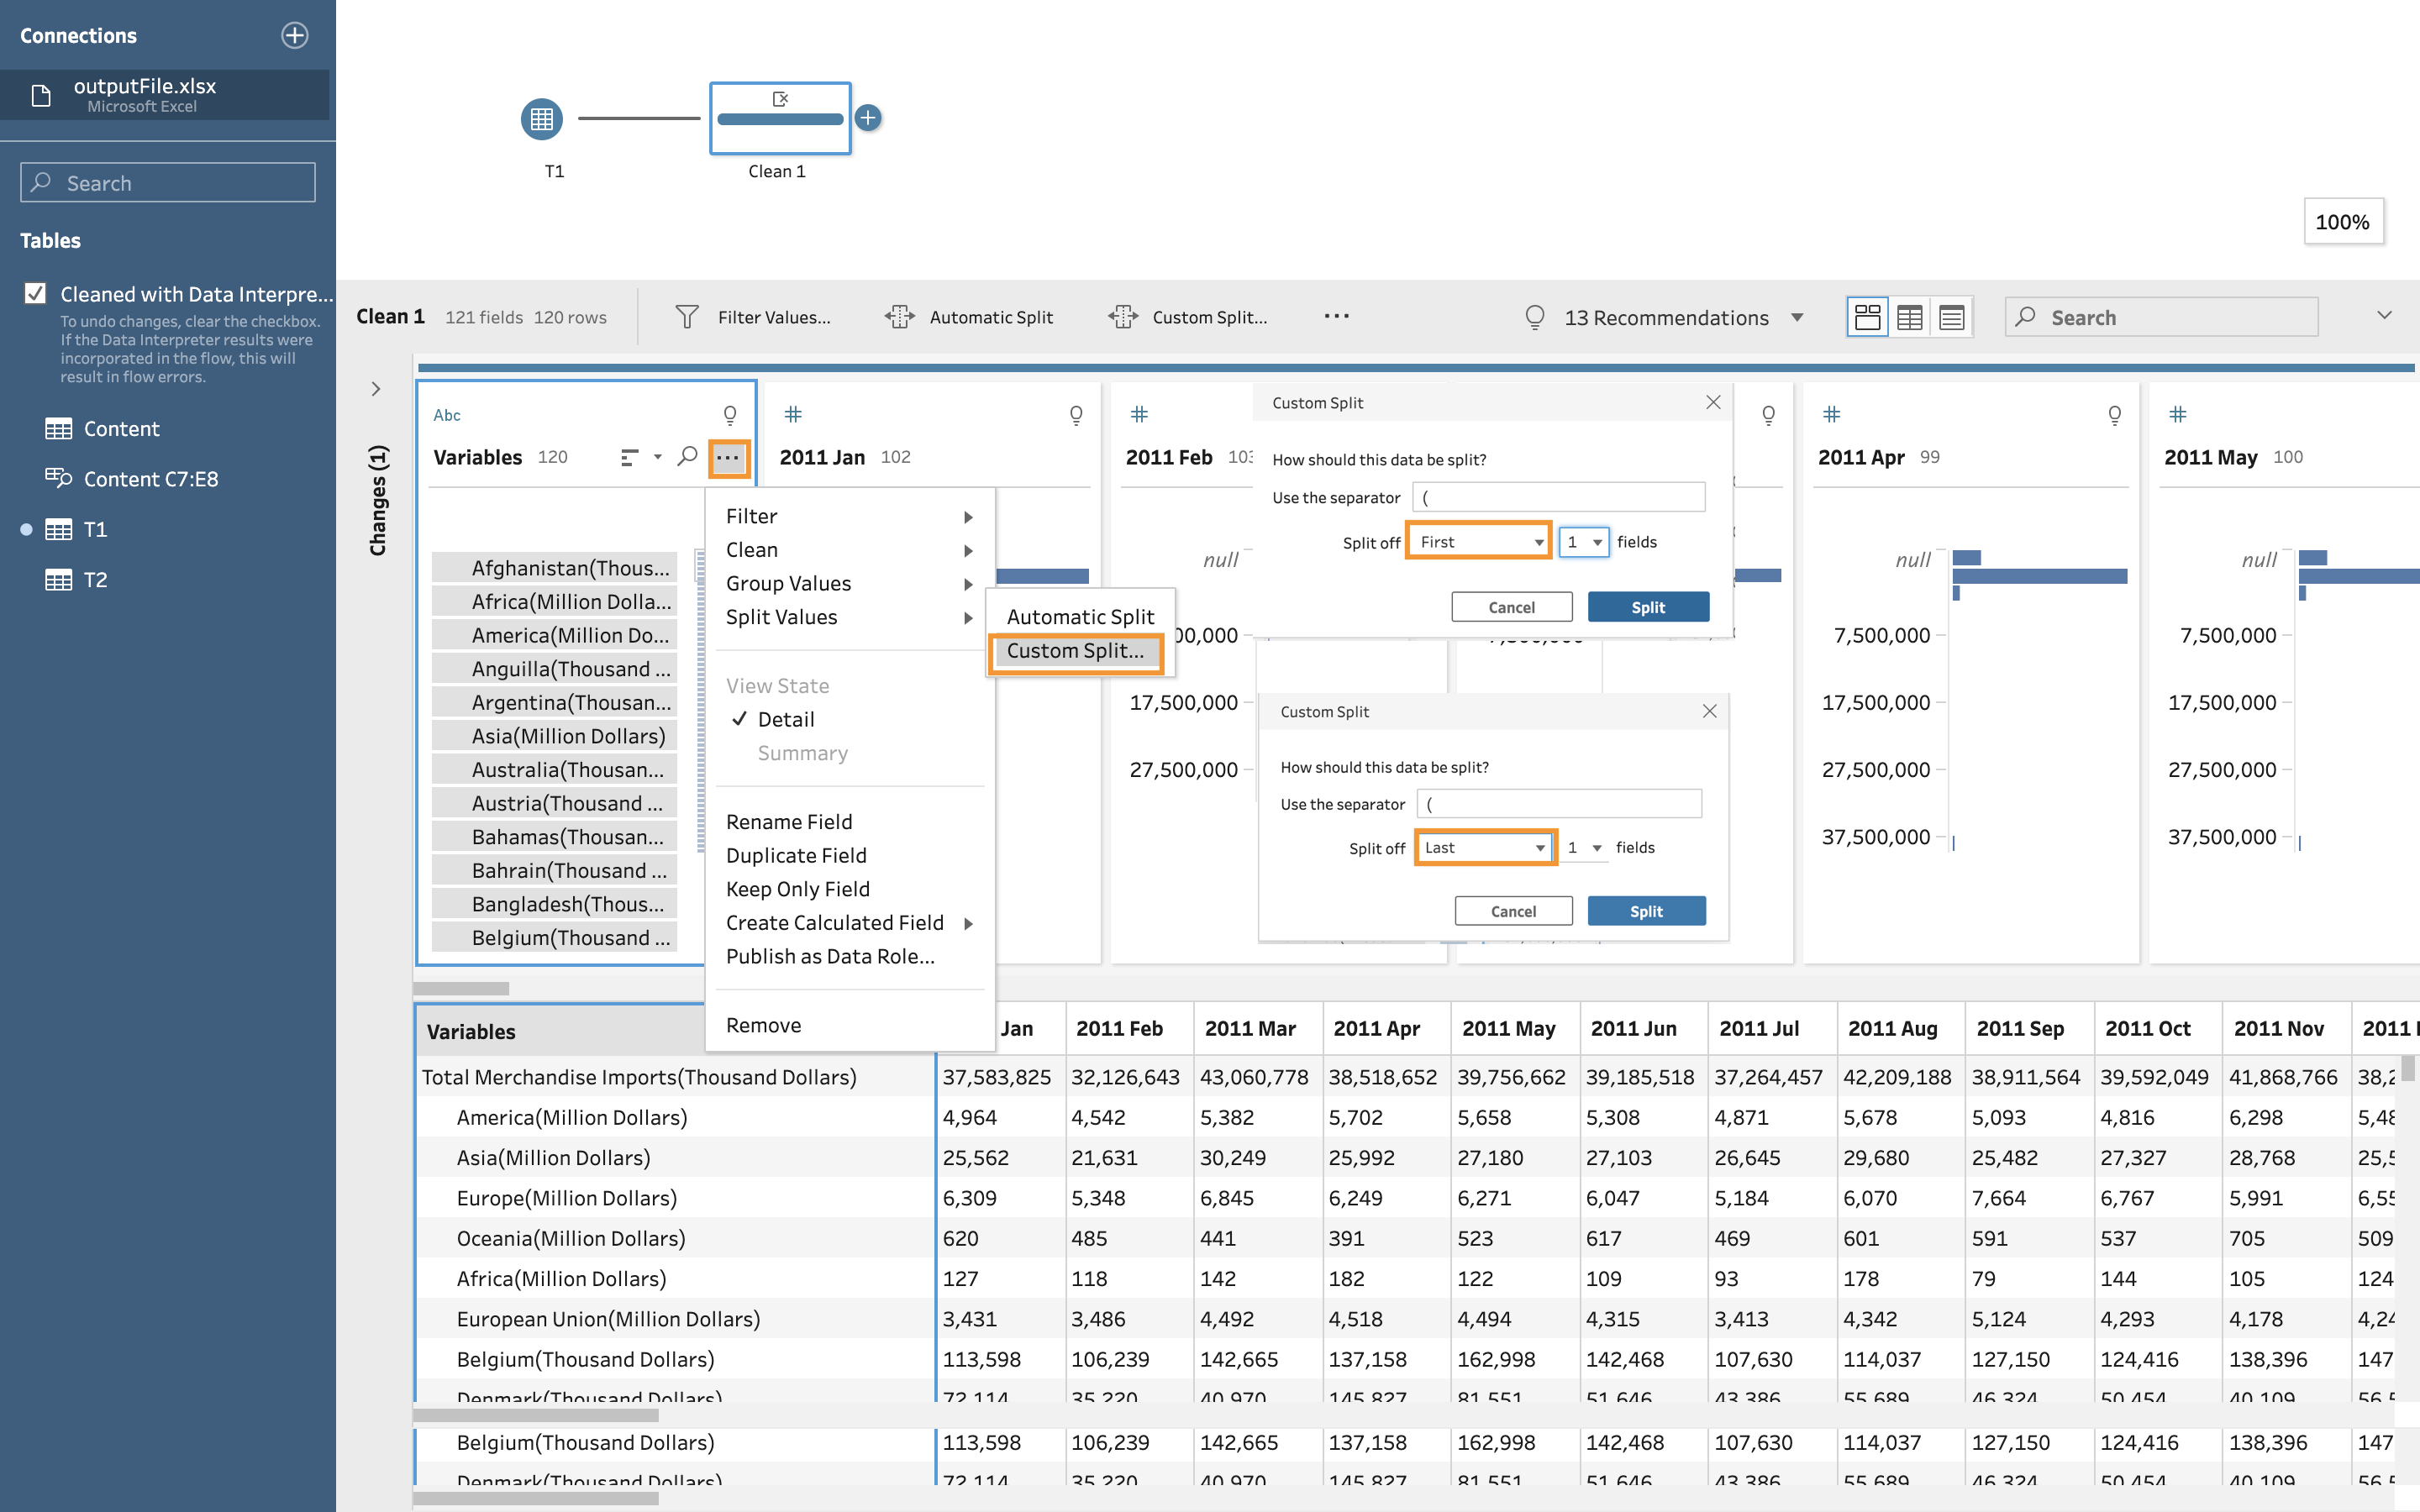 Connections
outputFile.xlsx
Microsoft Excel
Search
Tables
Cleaned with Data Interpre...
To undo changes, clear the checkbox.
If the Data Interpreter results were
incorporated in the flow, this will
result in flow errors.
Content
Content C7:E8
T1
T2
T1
Clean 1
100%
Clean 1 121 fields 120 rows
Filter Values...
Automatic Split
Custom Split...
13 Recommendations
Search
Changes (1)
Abc
Variables 120
Afghanistan(Thous...
Africa(Million Dolla...
America(Million Do...
Anguilla(Thousand ...
Argentina(Thousan...
Asia(Million Dollars)
Australia(Thousan...
Austria(Thousand ...
Bahamas(Thousan...
Bahrain(Thousand ...
Bangladesh(Thous...
Belgium(Thousand ...
Filter
Clean
Group Values
Split Values
View State
Detail
Summary
Rename Field
Duplicate Field
Keep Only Field
Create Calculated Field
Publish as Data Role...
Remove
Automatic Split
Custom Split...
#
2011 Jan 102
#
2011 Feb 103
null
17,500,000
27,500,000
Custom Split
How should this data be split?
Use the separator (
Split off First 1 fields
Cancel Split
Custom Split
How should this data be split?
Use the separator (
Split off Last 1 fields
Cancel Split
#
2011 Apr 99
null
7,500,000
17,500,000
27,500,000
37,500,000
#
2011 May 100
null
7,500,000
17,500,000
27,500,000
37,500,000
Variables Jan 2011 Feb 2011 Mar 2011 Apr 2011 May 2011 Jun 2011 Jul 2011 Aug 2011 Sep 2011 Oct 2011 Nov 2011
Total Merchandise Imports(Thousand Dollars) 37,583,825 32,126,643 43,060,778 38,518,652 39,756,662 39,185,518 37,264,457 42,209,188 38,911,564 39,592,049 41,868,766 38,2
America(Million Dollars) 4,964 4,542 5,382 5,702 5,658 5,308 4,871 5,678 5,093 4,816 6,298 5,48
Asia(Million Dollars) 25,562 21,631 30,249 25,992 27,180 27,103 26,645 29,680 25,482 27,327 28,768 25,5
Europe(Million Dollars) 6,309 5,348 6,845 6,249 6,271 6,047 5,184 6,070 7,664 6,767 5,991 6,55
Oceania(Million Dollars) 620 485 441 391 523 617 469 601 591 537 705 509
Africa(Million Dollars) 127 118 142 182 122 109 93 178 79 144 105 124
European Union(Million Dollars) 3,431 3,486 4,492 4,518 4,494 4,315 3,413 4,342 5,124 4,293 4,178 4,24
Belgium(Thousand Dollars) 113,598 106,239 142,665 137,158 162,998 142,468 107,630 114,037 127,150 124,416 138,396 147
Denmark(Thousand Dollars) 72,114 35,220 40,970 145,827 81,551 51,646 43,386 55,689 46,324 50,454 40,109 56,5
Belgium(Thousand Dollars) 113,598 106,239 142,665 137,158 162,998 142,468 107,630 114,037 127,150 124,416 138,396 147
Denmark(Thousand Dollars) 72,114 35,220 40,970 145,827 81,551 51,646 43,386 55,689 46,324 50,454 40,109 56,5